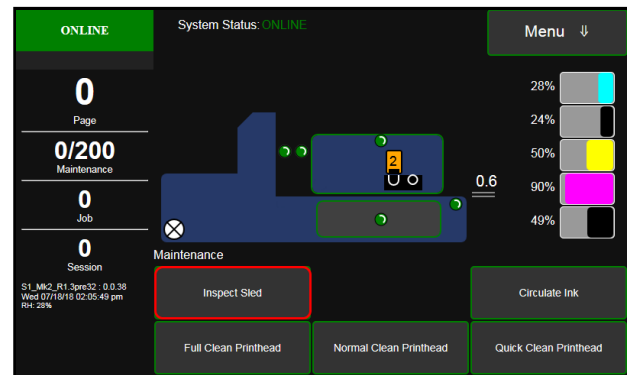 ONLINE
System Status: ONLINE
Menu ⇓
0
Page
0/200
Maintenance
0
Job
0
Session
S1_Mk2_R1.3pre32 : 0.0.38
Wed 07/18/18 02:05:49 pm
RH: 28%
2
0.6
28%
24%
50%
90%
49%
Maintenance
Inspect Sled
Circulate Ink
Full Clean Printhead
Normal Clean Printhead
Quick Clean Printhead